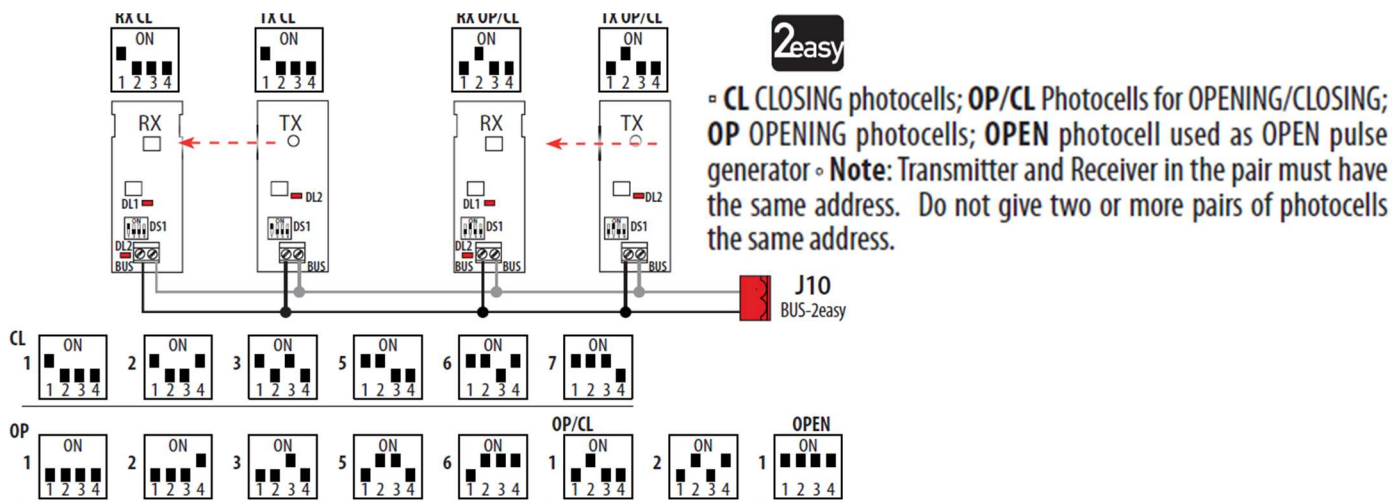 RX CL TX CL RX OP/CL TX OP/CL
ON ON ON ON
1 2 3 4 1 2 3 4 1 2 3 4 1 2 3 4
2easy
▫ CL CLOSING photocells; OP/CL Photocells for OPENING/CLOSING;
OP OPENING photocells; OPEN photocell used as OPEN pulse
generator ◦ Note: Transmitter and Receiver in the pair must have
the same address. Do not give two or more pairs of photocells
the same address.
RX TX RX TX
DL1 DL2 DL1 DL2
ON DS1 ON DS1 ON DS1 ON DS1
DL2 DL2
BUS BUS BUS BUS BUS
J10
BUS-2easy
CL
ON ON ON ON ON ON
1 2 3 5 6 7
1 2 3 4 1 2 3 4 1 2 3 4 1 2 3 4 1 2 3 4 1 2 3 4
OP OP/CL OPEN
ON ON ON ON ON ON ON ON
1 2 3 5 6 1 2 1
1 2 3 4 1 2 3 4 1 2 3 4 1 2 3 4 1 2 3 4 1 2 3 4 1 2 3 4 1 2 3 4